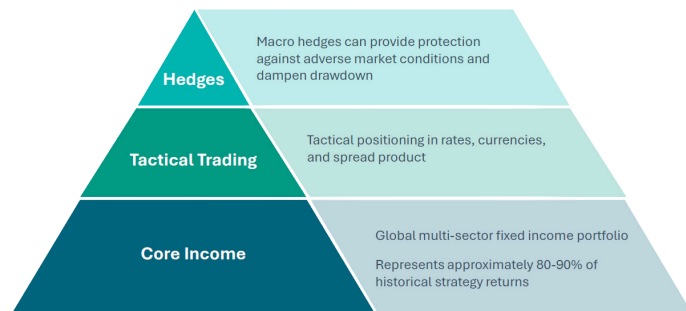 Hedges
Macro hedges can provide protection
against adverse market conditions and
dampen drawdown
Tactical Trading
Tactical positioning in rates, currencies,
and spread product
Core Income
Global multi-sector fixed income portfolio
Represents approximately 80-90% of
historical strategy returns